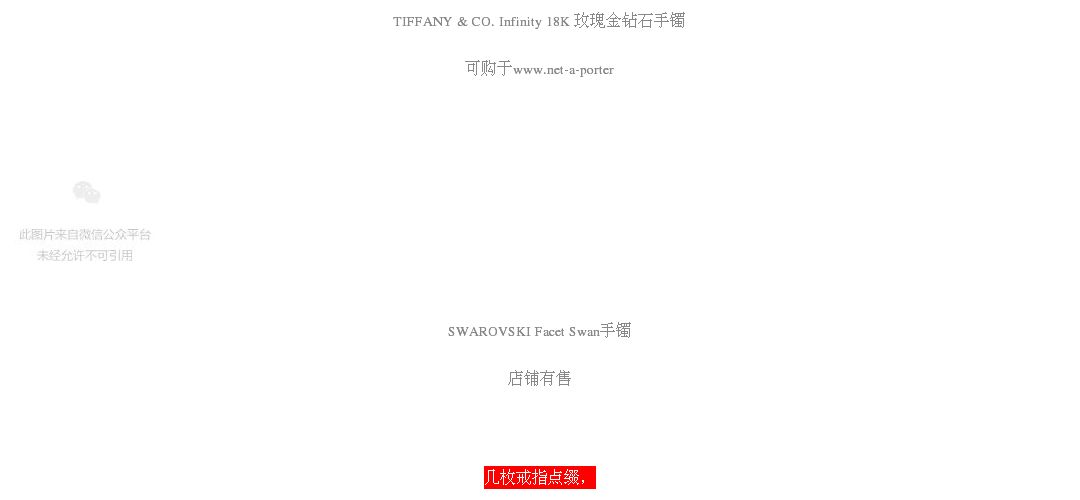 TIFFANY & CO. Infinity 18K 玫瑰金钻石手镯
可购于www.net-a-porter
此图片来自微信公众平台
未经允许不可引用
SWAROVSKI Facet Swan手镯
店铺有售
几枚戒指点缀，